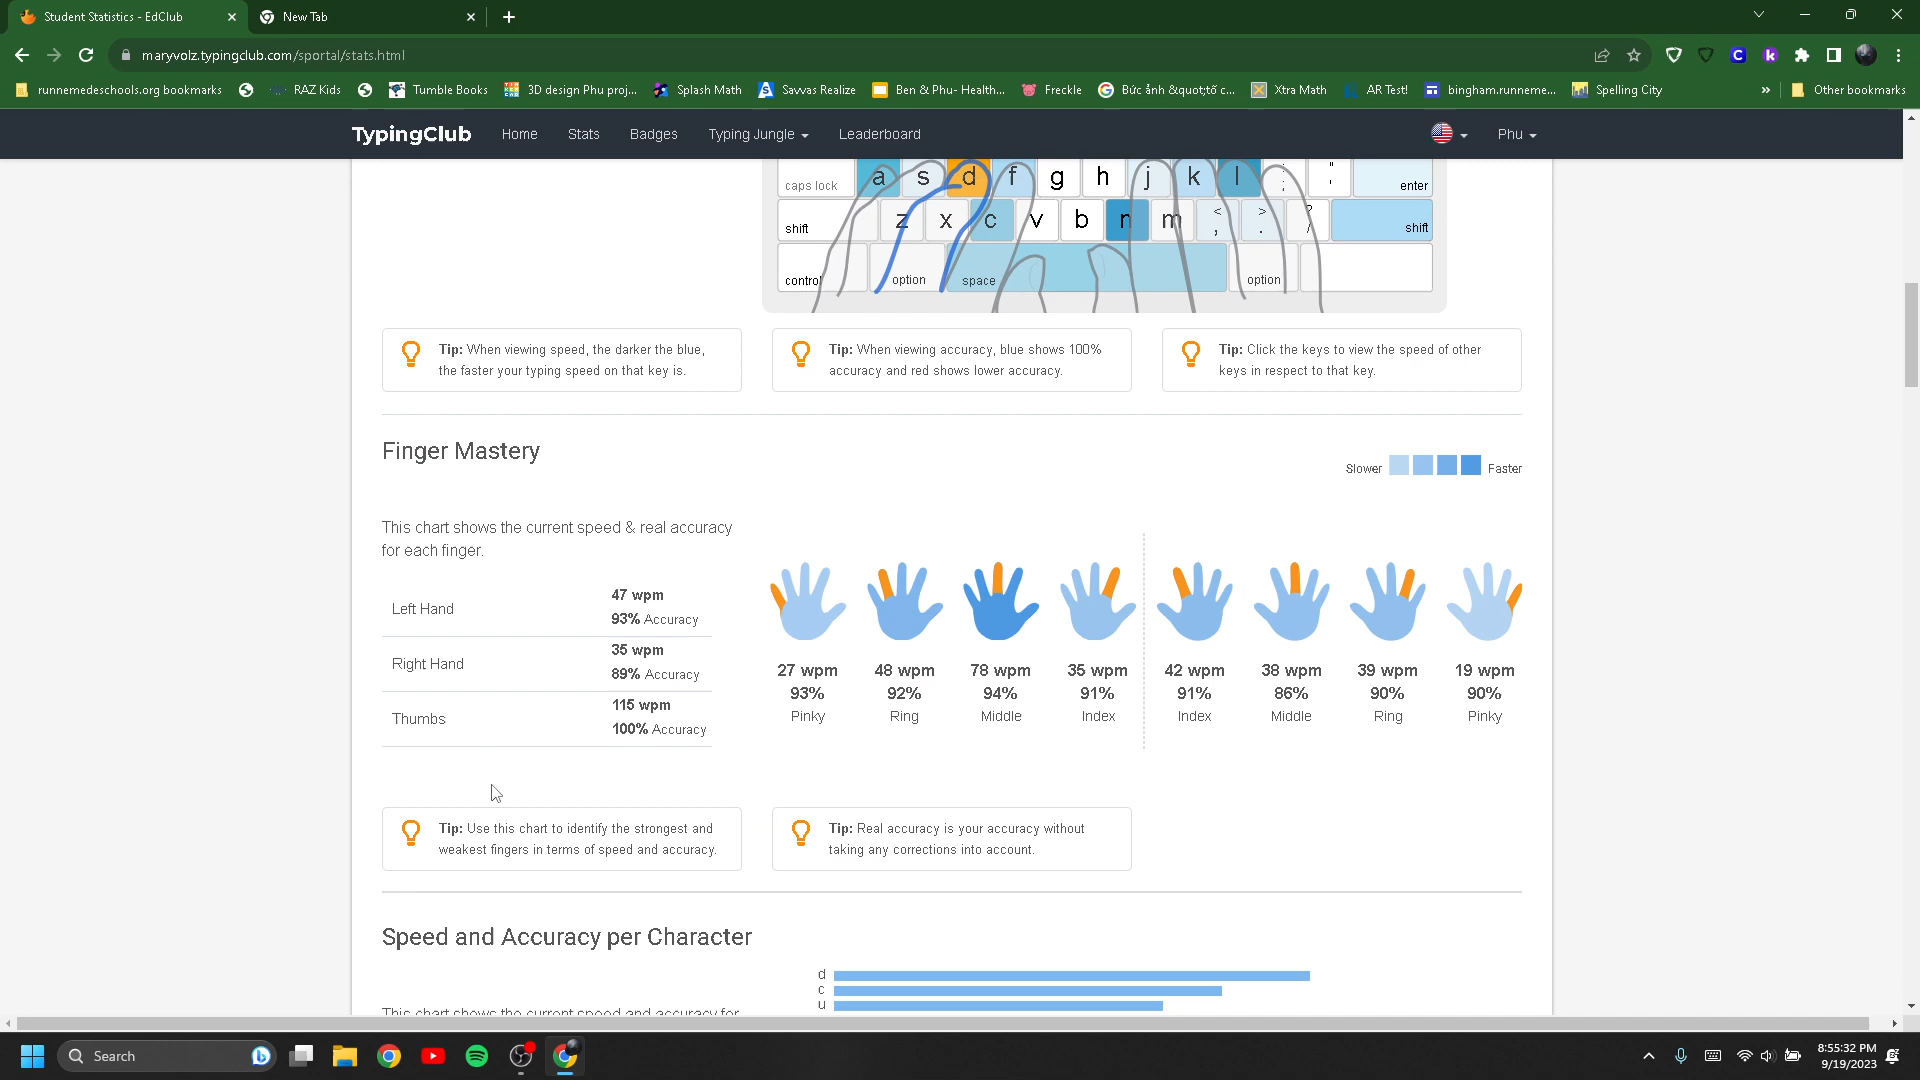 Student Statistics - EdClub
New Tab
maryvolz.typingclub.com/sportal/stats.html
runnemedeschools.org bookmarks RAZ Kids Tumble Books 3D design Phu proj... Splash Math Savvas Realize Ben & Phu- Health... Freckle Bức ảnh &quot;tố c... Xtra Math AR Test! bingham.runneme... Spelling City » Other bookmarks
TypingClub Home Stats Badges Typing Jungle Leaderboard Phu
caps lock a s d f g h j k l : ; " ' enter
shift z x c v b n m < , > . ? / shift
control option space option
Tip: When viewing speed, the darker the blue,
the faster your typing speed on that key is.
Tip: When viewing accuracy, blue shows 100%
accuracy and red shows lower accuracy.
Tip: Click the keys to view the speed of other
keys in respect to that key.
Finger Mastery
Slower Faster
This chart shows the current speed & real accuracy
for each finger.
Left Hand 47 wpm
93% Accuracy
Right Hand 35 wpm
89% Accuracy
Thumbs 115 wpm
100% Accuracy
27 wpm 48 wpm 78 wpm 35 wpm 42 wpm 38 wpm 39 wpm 19 wpm
93% 92% 94% 91% 91% 86% 90% 90%
Pinky Ring Middle Index Index Middle Ring Pinky
Tip: Use this chart to identify the strongest and
weakest fingers in terms of speed and accuracy.
Tip: Real accuracy is your accuracy without
taking any corrections into account.
Speed and Accuracy per Character
d
c
u
This chart shows the current speed and accuracy for
Search
8:55:32 PM
9/19/2023